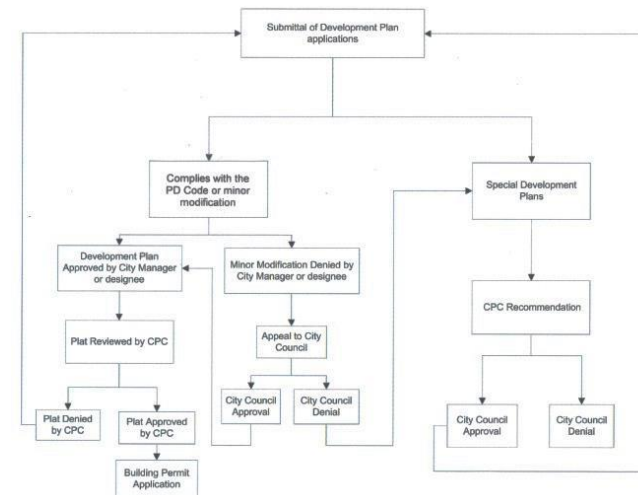 Submittal of Development Plan
applications
Complies with the
PD Code or minor
modification
Special Development
Plans
Development Plan
Approved by City Manager
or designee
Minor Modification Denied by
City Manager or designee
CPC Recommendation
Plat Reviewed by CPC
Appeal to City
Council
City Council
Approval
City Council
Denial
Plat Denied
by CPC
Plat Approved
by CPC
City Council
Approval
City Council
Denial
Building Permit
Application